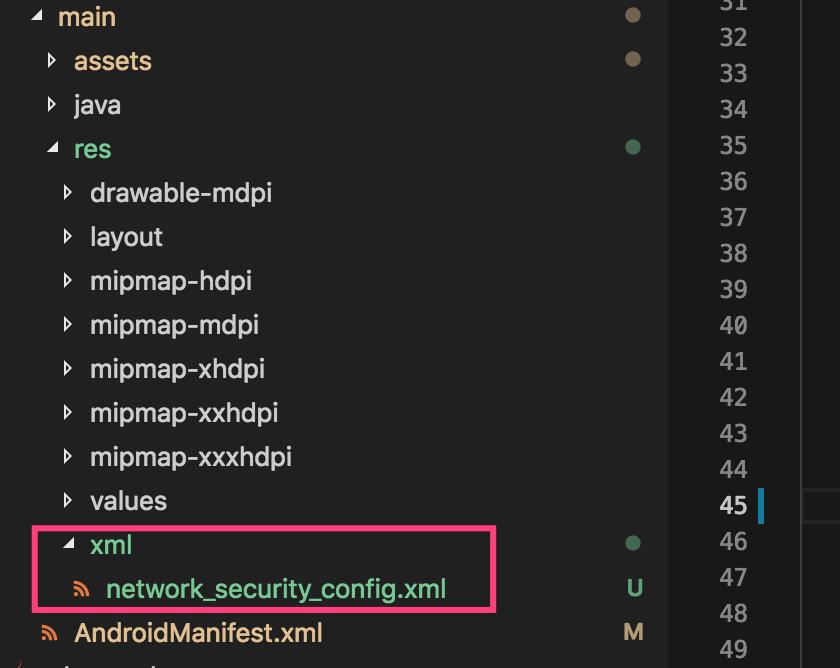 main
assets
java
res
drawable-mdpi
layout
mipmap-hdpi
mipmap-mdpi
mipmap-xhdpi
mipmap-xxhdpi
mipmap-xxxhdpi
values
xml
network_security_config.xml U
AndroidManifest.xml M
31
32
33
34
35
36
37
38
39
40
41
42
43
44
45
46
47
48
49